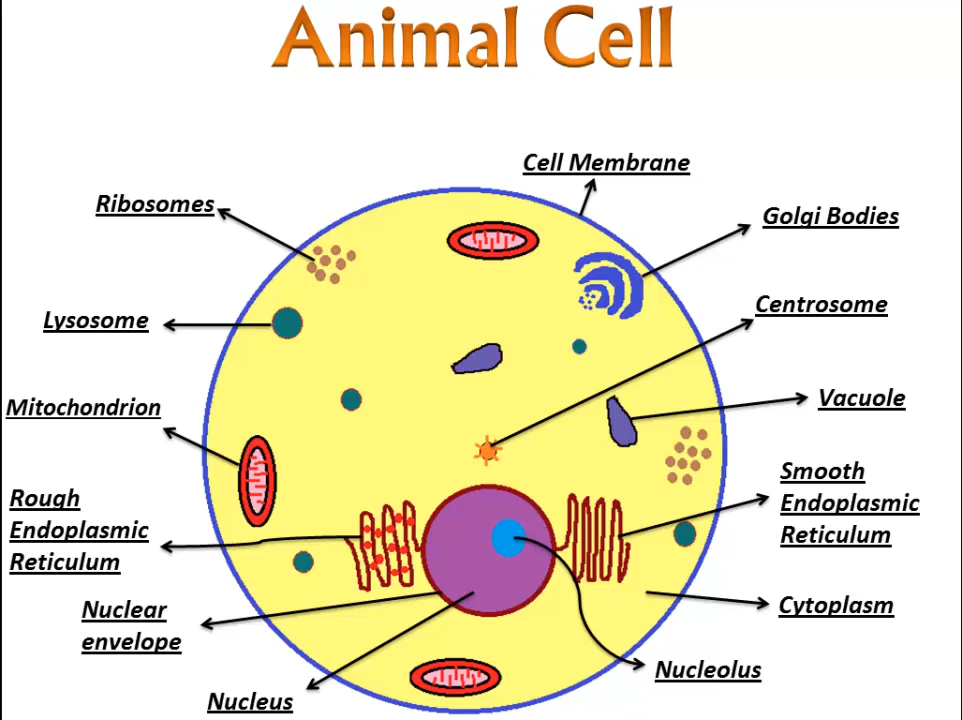 Animal Cell
Cell Membrane
Ribosomes
Golgi Bodies
Centrosome
Lysosome
Vacuole
Mitochondrion
Smooth
Endoplasmic
Reticulum
Rough
Endoplasmic
Reticulum
Cytoplasm
Nuclear
envelope
Nucleolus
Nucleus